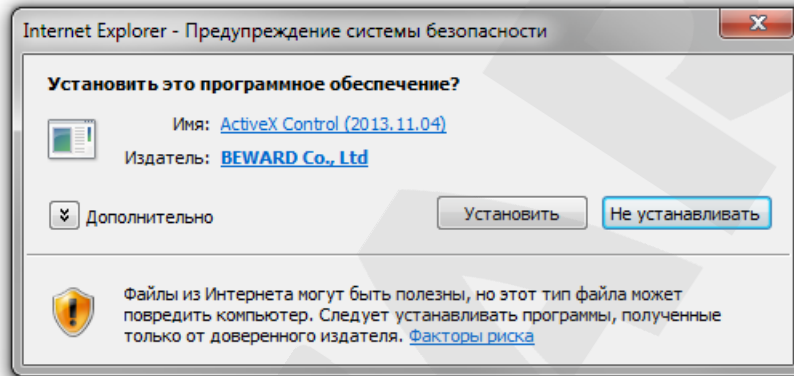 Internet Explorer - Предупреждение системы безопасности
Установить это программное обеспечение?
Имя: ActiveX Control (2013.11.04)
Издатель: BEWARD Co., Ltd
Дополнительно
Установить
Не устанавливать
Файлы из Интернета могут быть полезны, но этот тип файла может
повредить компьютер. Следует устанавливать программы, полученные
только от доверенного издателя. Факторы риска